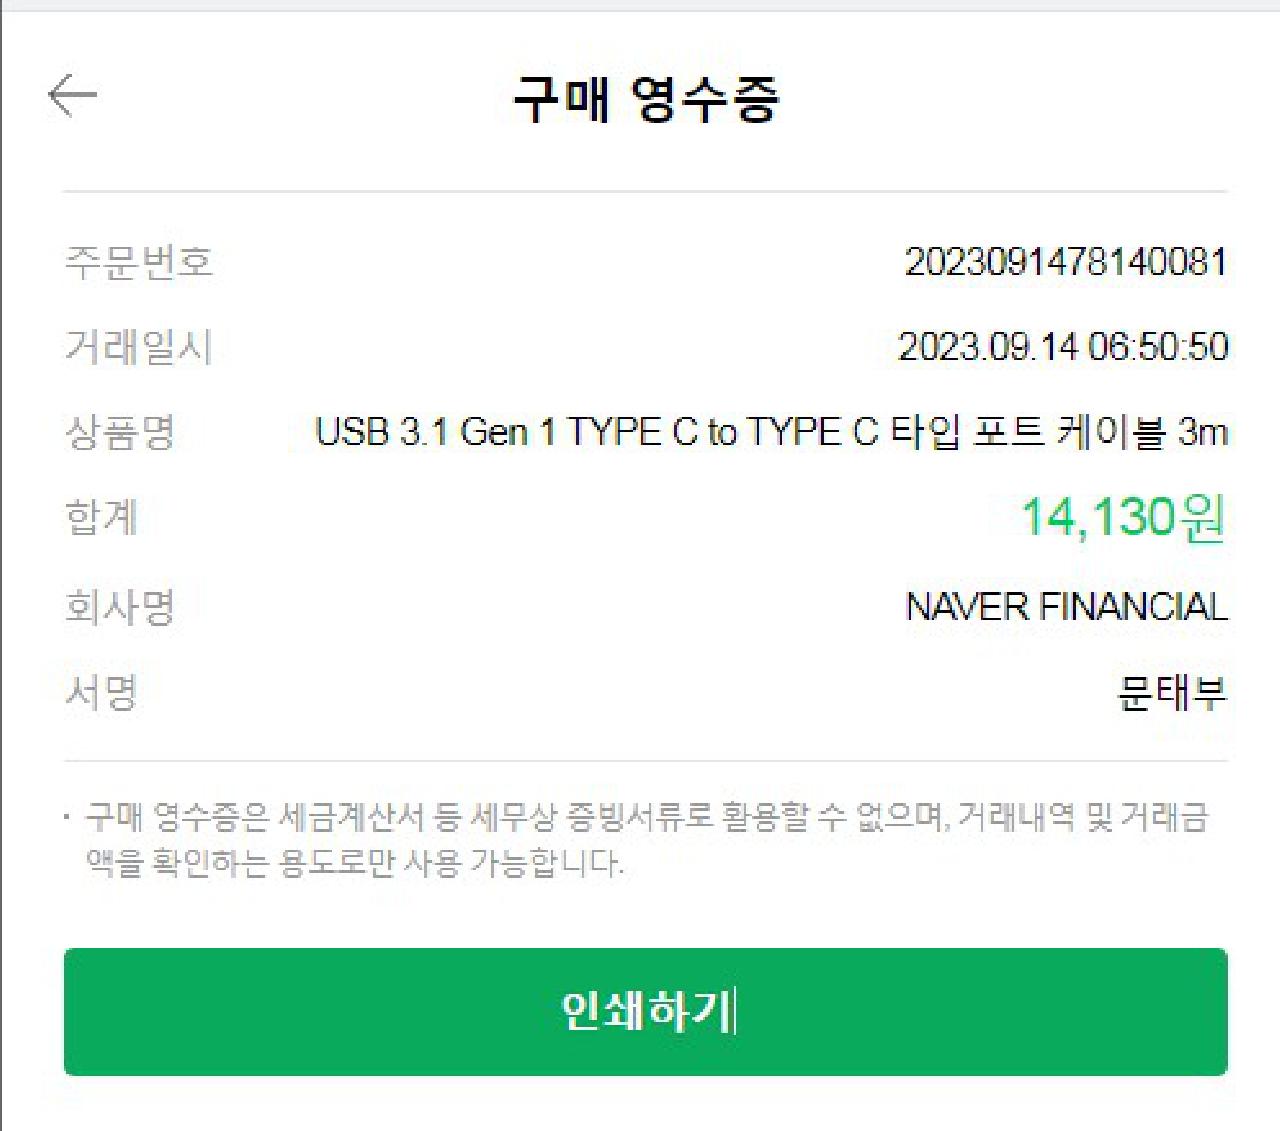 구매 영수증
주문번호 2023091478140081
거래일시 2023.09.14 06:50:50
상품명 USB 3.1 Gen 1 TYPE C to TYPE C 타입 포트 케이블 3m
합계 14,130원
회사명 NAVER FINANCIAL
서명 문태부
· 구매 영수증은 세금계산서 등 세무상 증빙서류로 활용할 수 없으며, 거래내역 및 거래금
액을 확인하는 용도로만 사용 가능합니다.
인쇄하기